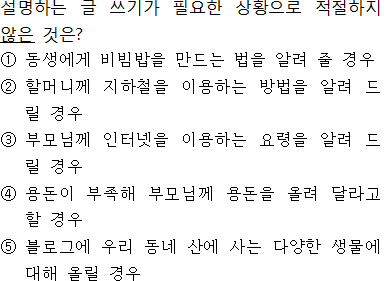 설명하는 글 쓰기가 필요한 상황으로 적절하지
않은 것은?
① 동생에게 비빔밥을 만드는 법을 알려 줄 경우
② 할머니께 지하철을 이용하는 방법을 알려 드
릴 경우
③ 부모님께 인터넷을 이용하는 요령을 알려 드
릴 경우
④ 용돈이 부족해 부모님께 용돈을 올려 달라고
할 경우
⑤ 블로그에 우리 동네 산에 사는 다양한 생물에
대해 올릴 경우